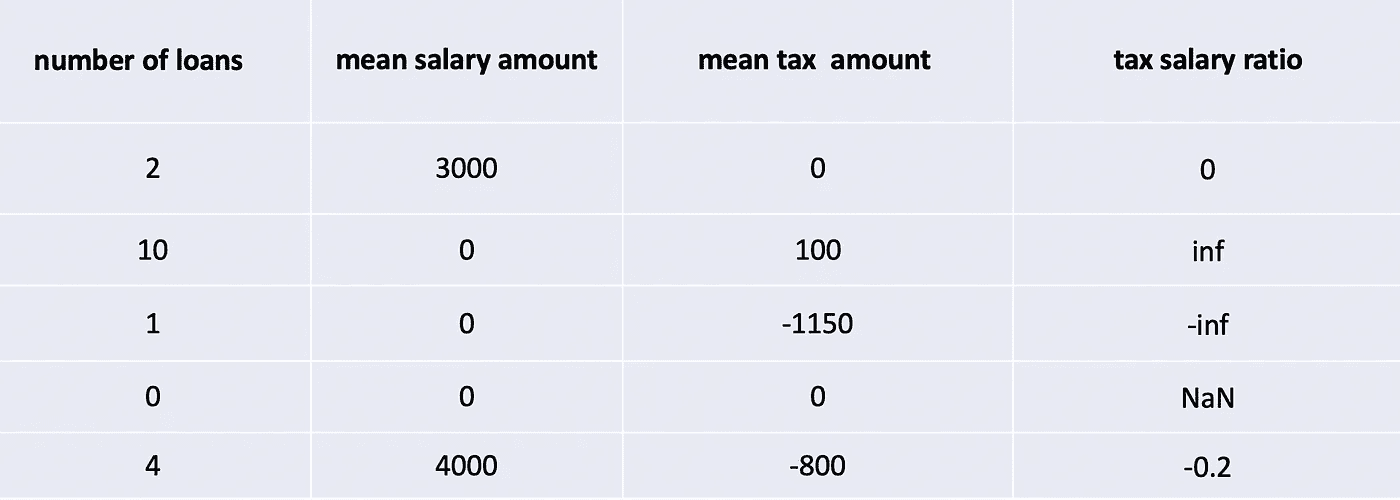 number of loans mean salary amount mean tax amount tax salary ratio
2 3000 0 0
10 0 100 inf
1 0 -1150 -inf
0 0 0 NaN
4 4000 -800 -0.2